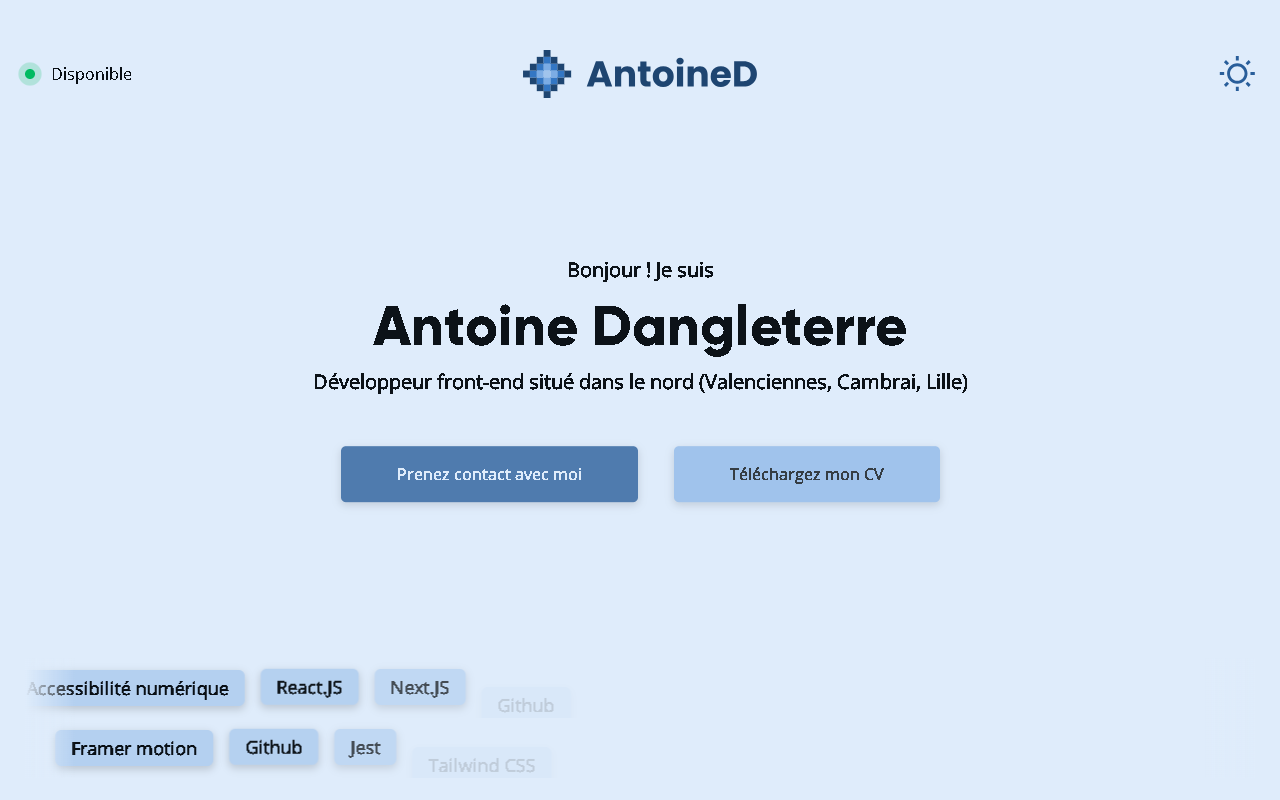 Disponible
AntoineD
Bonjour ! Je suis
Antoine Dangleterre
Développeur front-end situé dans le nord (Valenciennes, Cambrai, Lille)
Prenez contact avec moi
Téléchargez mon CV
Accessibilité numérique
React.JS
Next.JS
Github
Framer motion
Github
Jest
Tailwind CSS